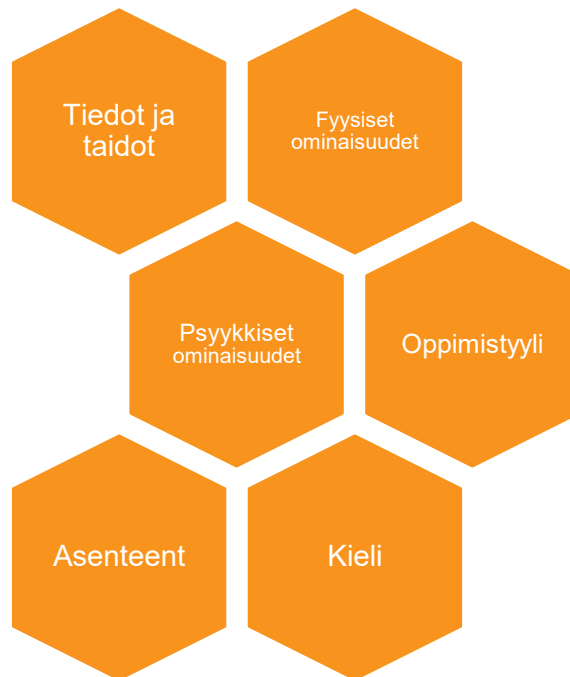 Tiedot ja
taidot
Fyysiset
ominaisuudet
Psyykkiset
ominaisuudet
Oppimistyyli
Asenteent
Kieli